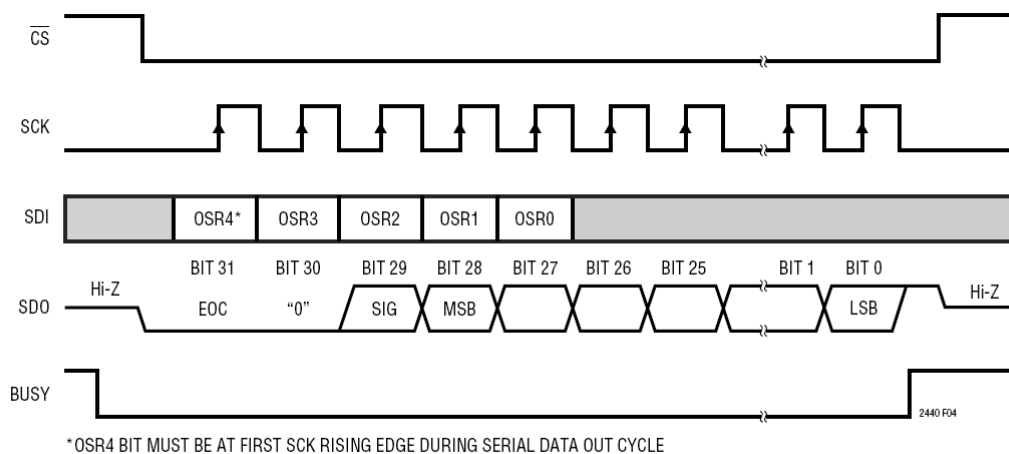 CS
SCK
SDI OSR4* OSR3 OSR2 OSR1 OSR0
BIT 31 BIT 30 BIT 29 BIT 28 BIT 27 BIT 26 BIT 25 BIT 1 BIT 0
SDO Hi-Z EOC “0” SIG MSB LSB Hi-Z
BUSY
2440 F04
*OSR4 BIT MUST BE AT FIRST SCK RISING EDGE DURING SERIAL DATA OUT CYCLE